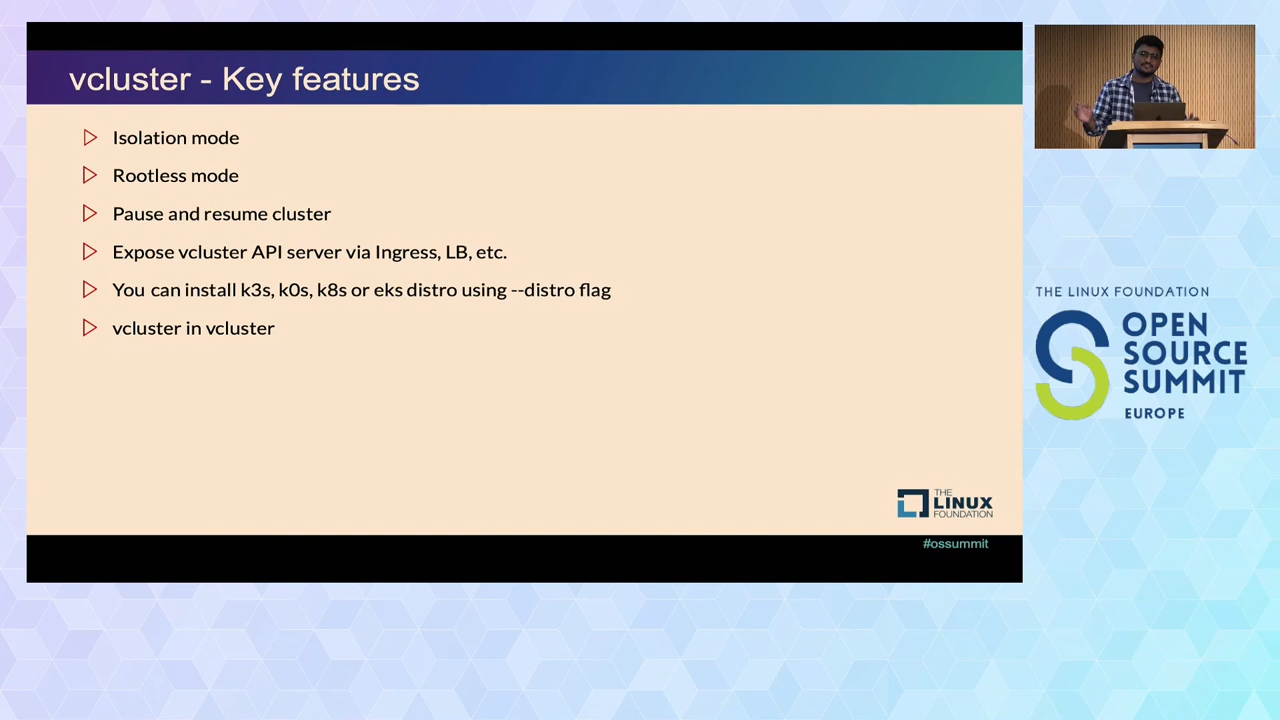 vcluster - Key features
Isolation mode
Rootless mode
Pause and resume cluster
Expose vcluster API server via Ingress, LB, etc.
You can install k3s, k0s, k8s or eks distro using --distro flag
vcluster in vcluster
THE
LINUX
FOUNDATION
#ossummit
THE LINUX FOUNDATION
OPEN
SOURCE
SUMMIT
EUROPE